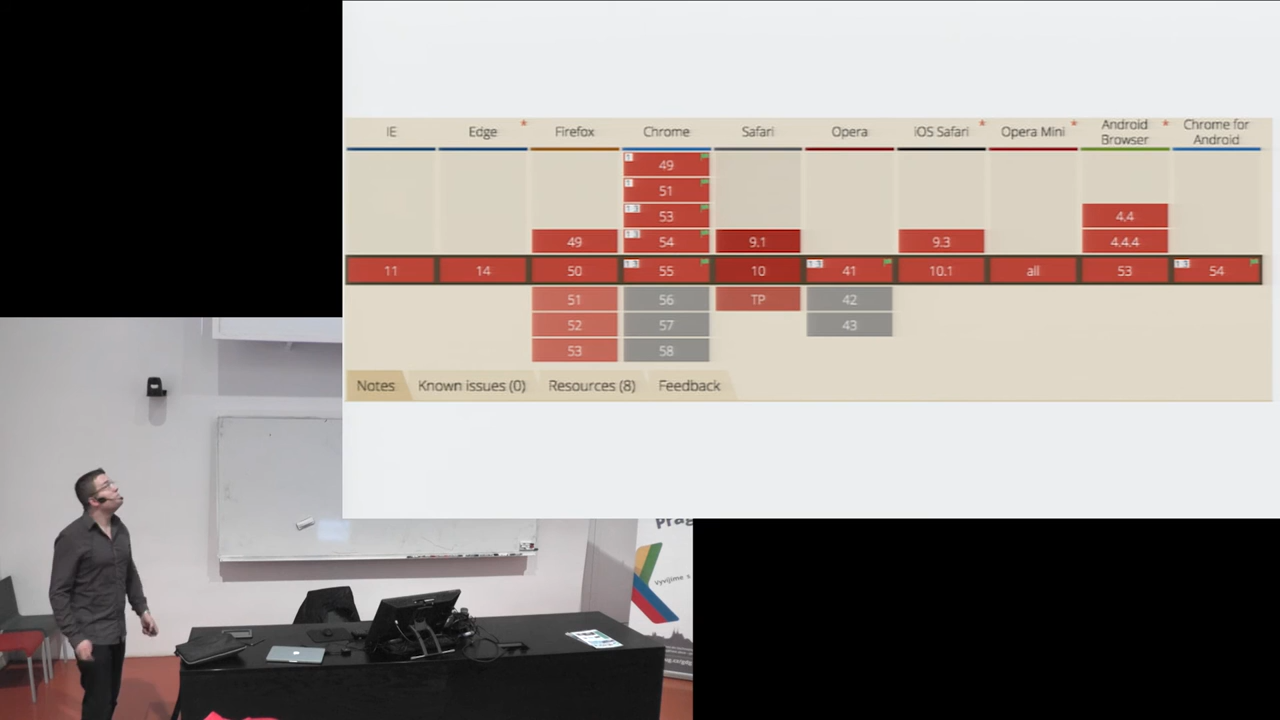 IE Edge * Firefox Chrome Safari Opera iOS Safari * Opera Mini * Android Browser * Chrome for Android
49
51
53 4.4
49 54 9.1 9.3 4.4.4
11 14 50 55 10 41 10.1 all 53 54
51 56 TP 42
52 57 43
53 58
Notes Known issues (0) Resources (8) Feedback
Vyvíjíme s